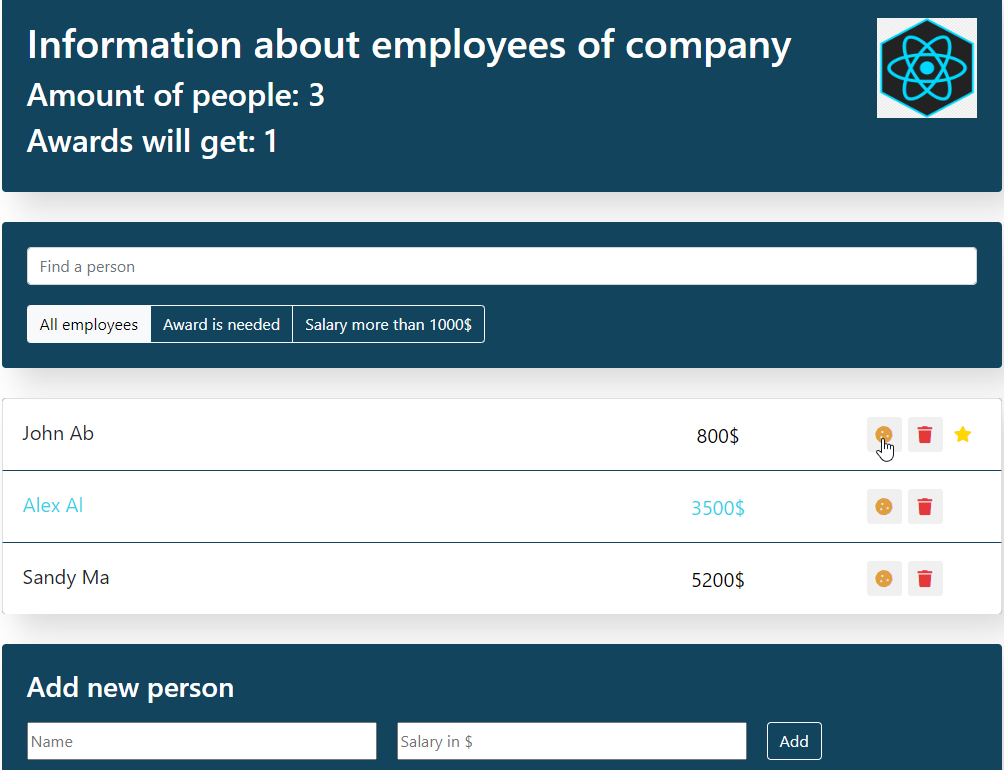 Information about employees of company
Amount of people: 3
Awards will get: 1
Find a person
All employees Award is needed Salary more than 1000$
John Ab 800$
Alex Al 3500$
Sandy Ma 5200$
Add new person
Name Salary in $ Add